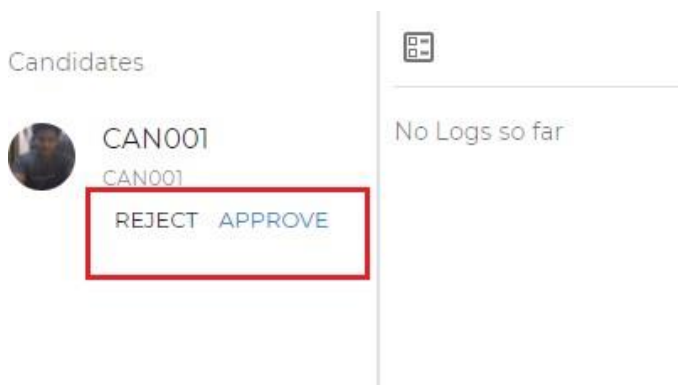 Candidates
CAN001
CAN001
REJECT APPROVE
No Logs so far